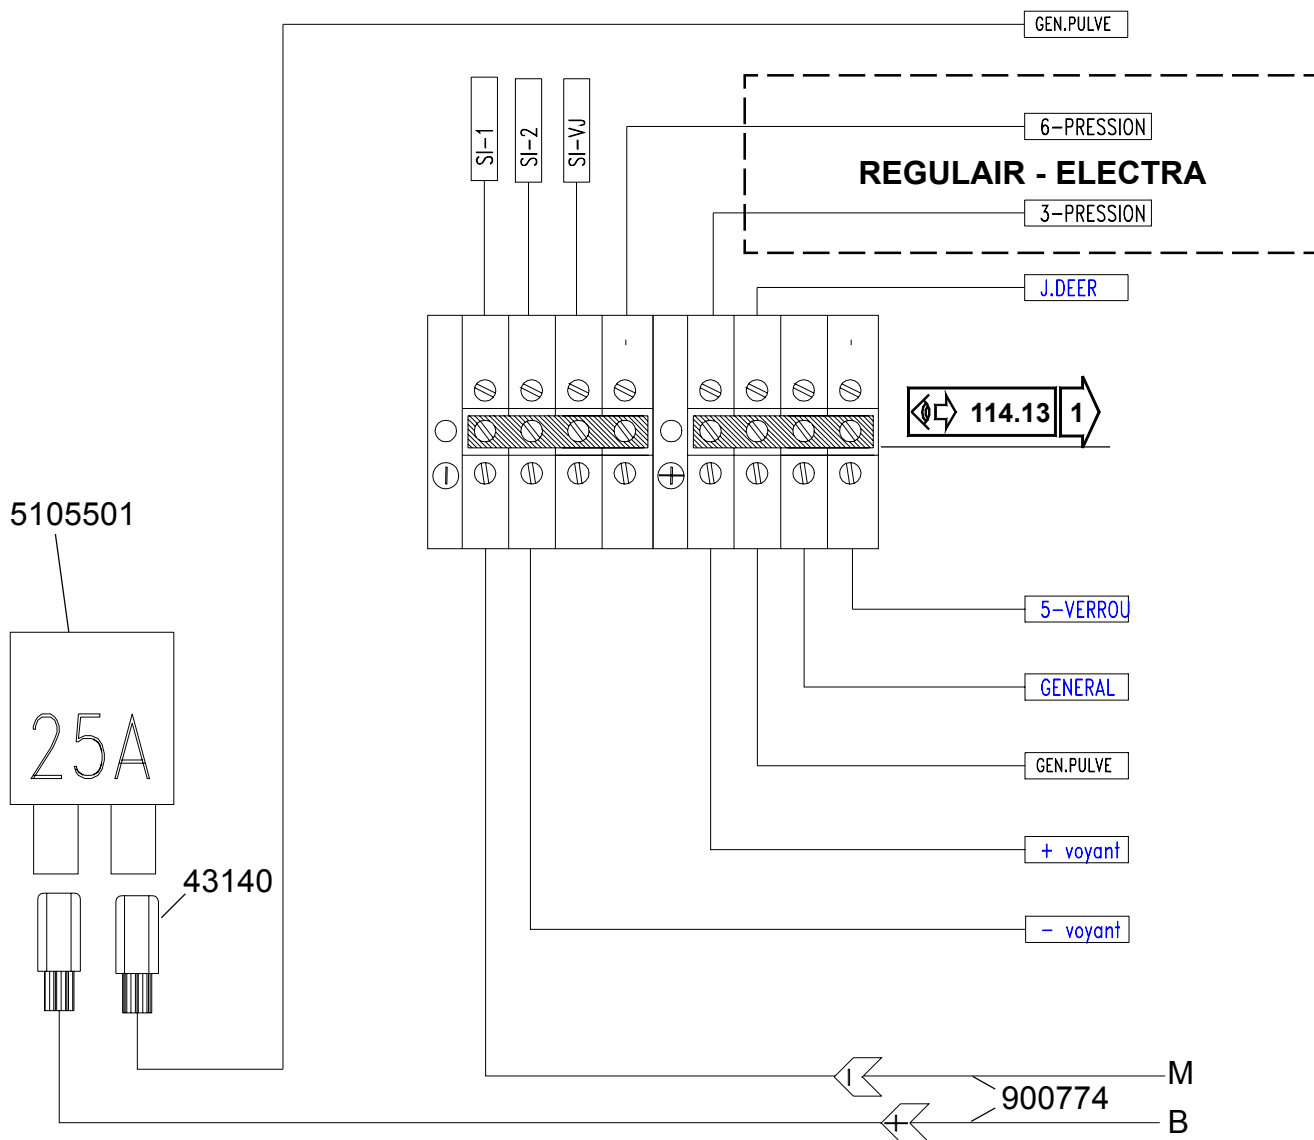 GEN.PULVE
SI-1
SI-2
SI-VJ
6-PRESSION
REGULAIR - ELECTRA
3-PRESSION
J.DEER
114.13 1
5105501
5-VERROU
GENERAL
25A
GEN.PULVE
+ voyant
43140
- voyant
M
900774
B